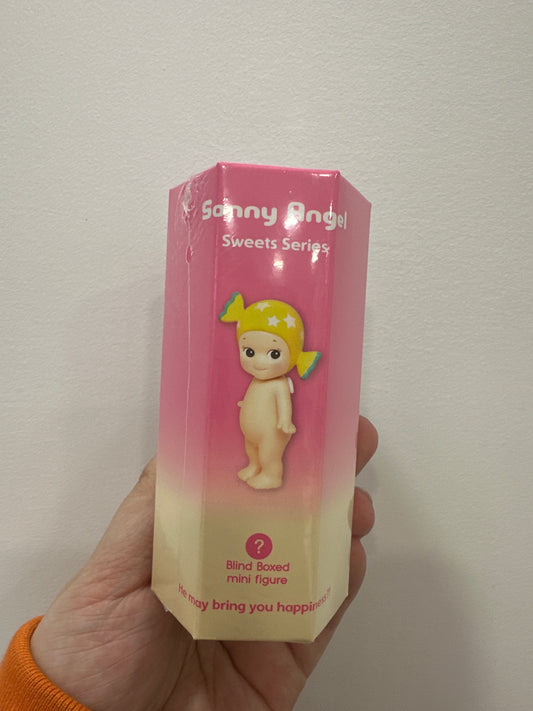 Sonny Angel
Sweets Series
?
Blind Boxed
mini figure
He may bring you happiness.